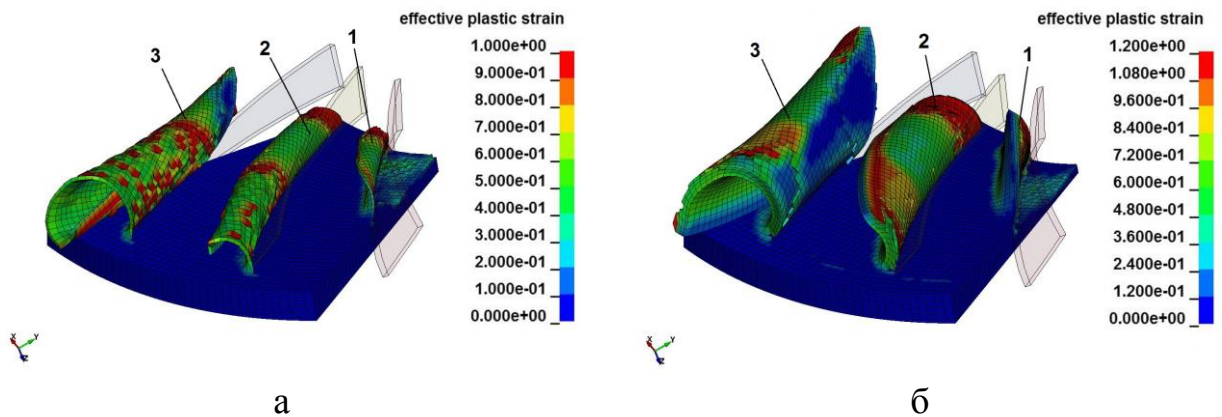 effective plastic strain
1.000e+00
9.000e-01
8.000e-01
7.000e-01
6.000e-01
5.000e-01
4.000e-01
3.000e-01
2.000e-01
1.000e-01
0.000e+00
3
2
1
X
Y
Z
а
effective plastic strain
1.200e+00
1.080e+00
9.600e-01
8.400e-01
7.200e-01
6.000e-01
4.800e-01
3.600e-01
2.400e-01
1.200e-01
0.000e+00
3
2
1
X
Y
Z
б